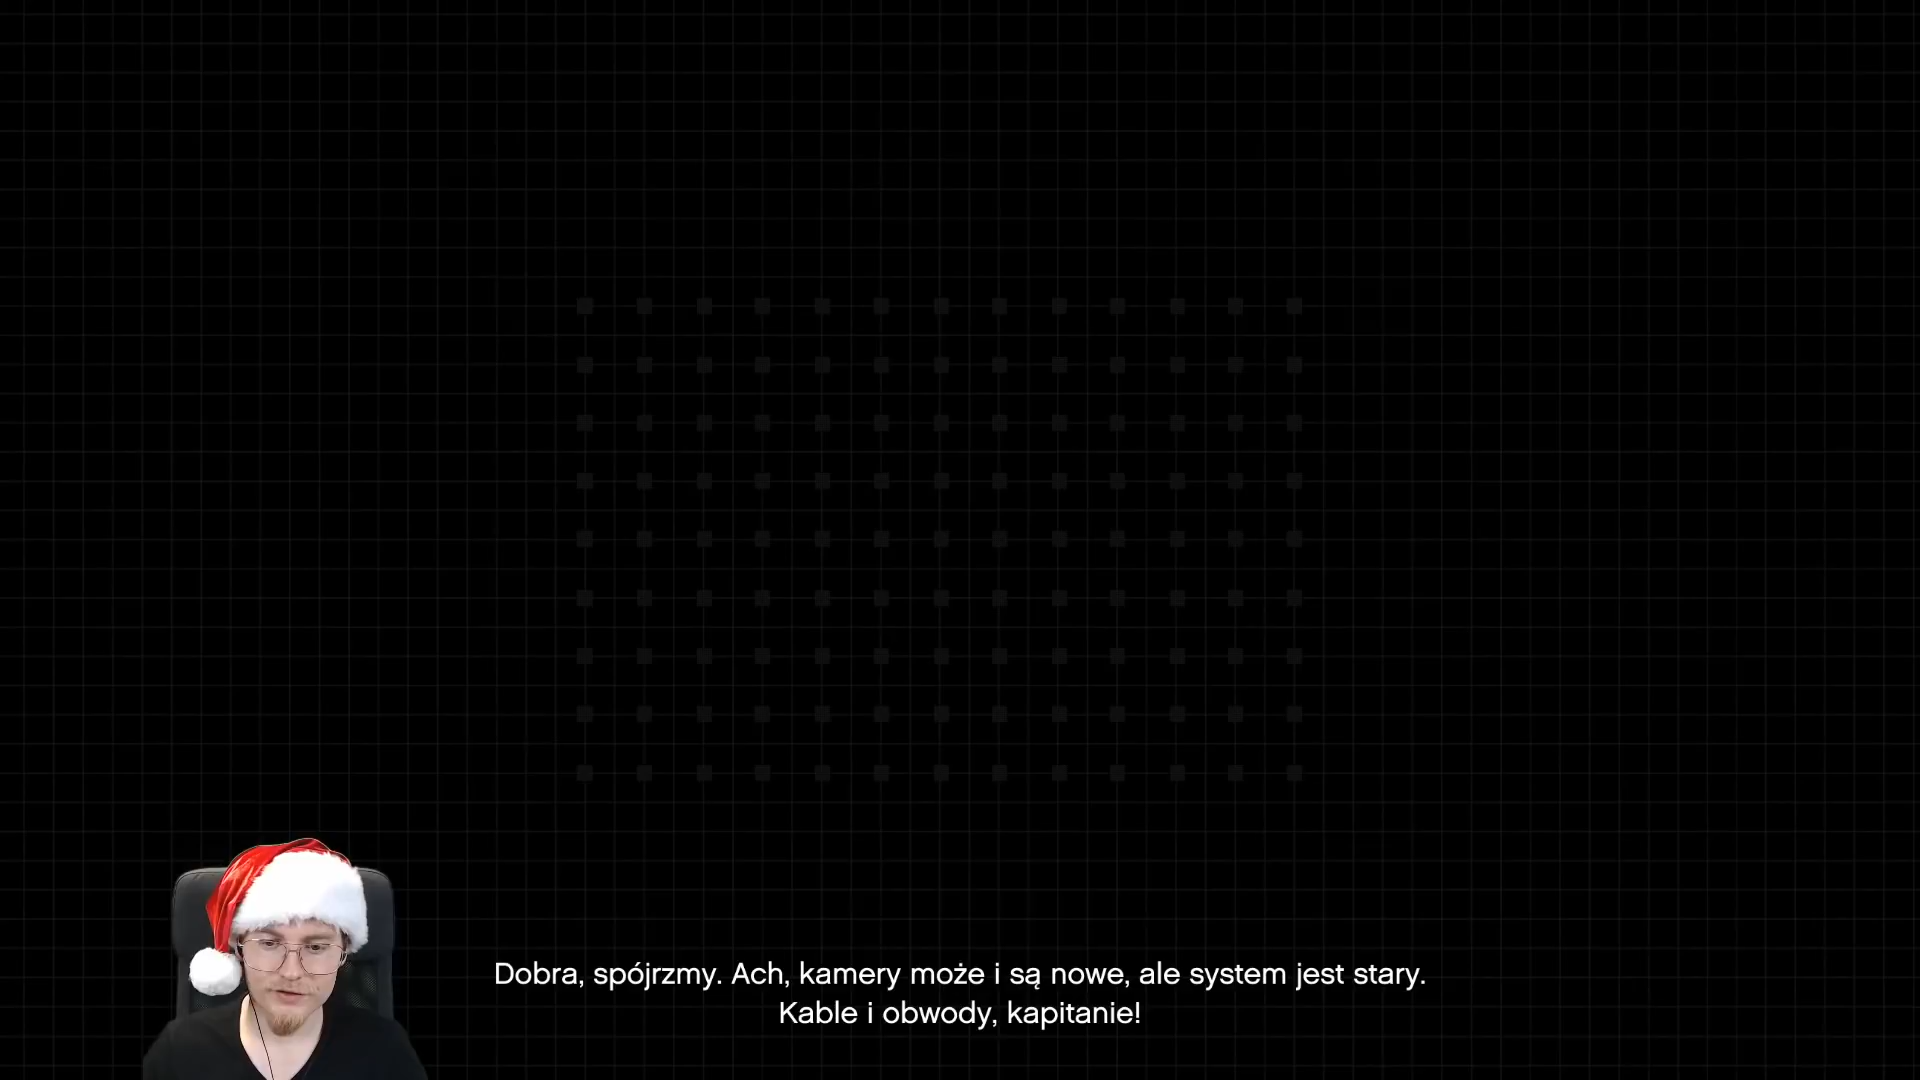 Dobra, spójrzmy. Ach, kamery może i są nowe, ale system jest stary.
Kable i obwody, kapitanie!